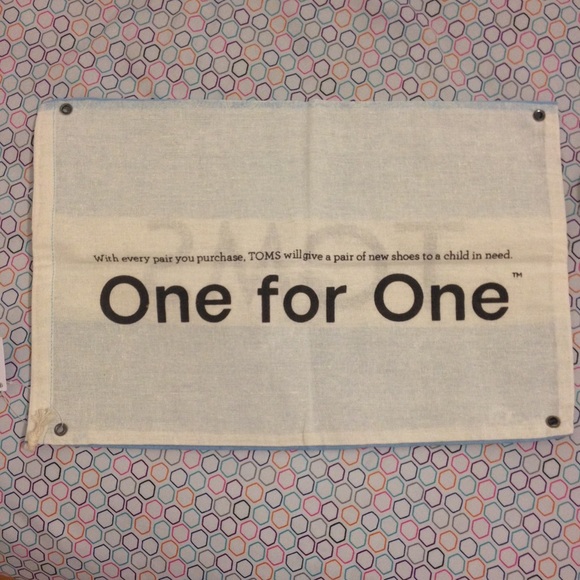 With every pair you purchase, TOMS will give a pair of new shoes to a child in need.
One for One™